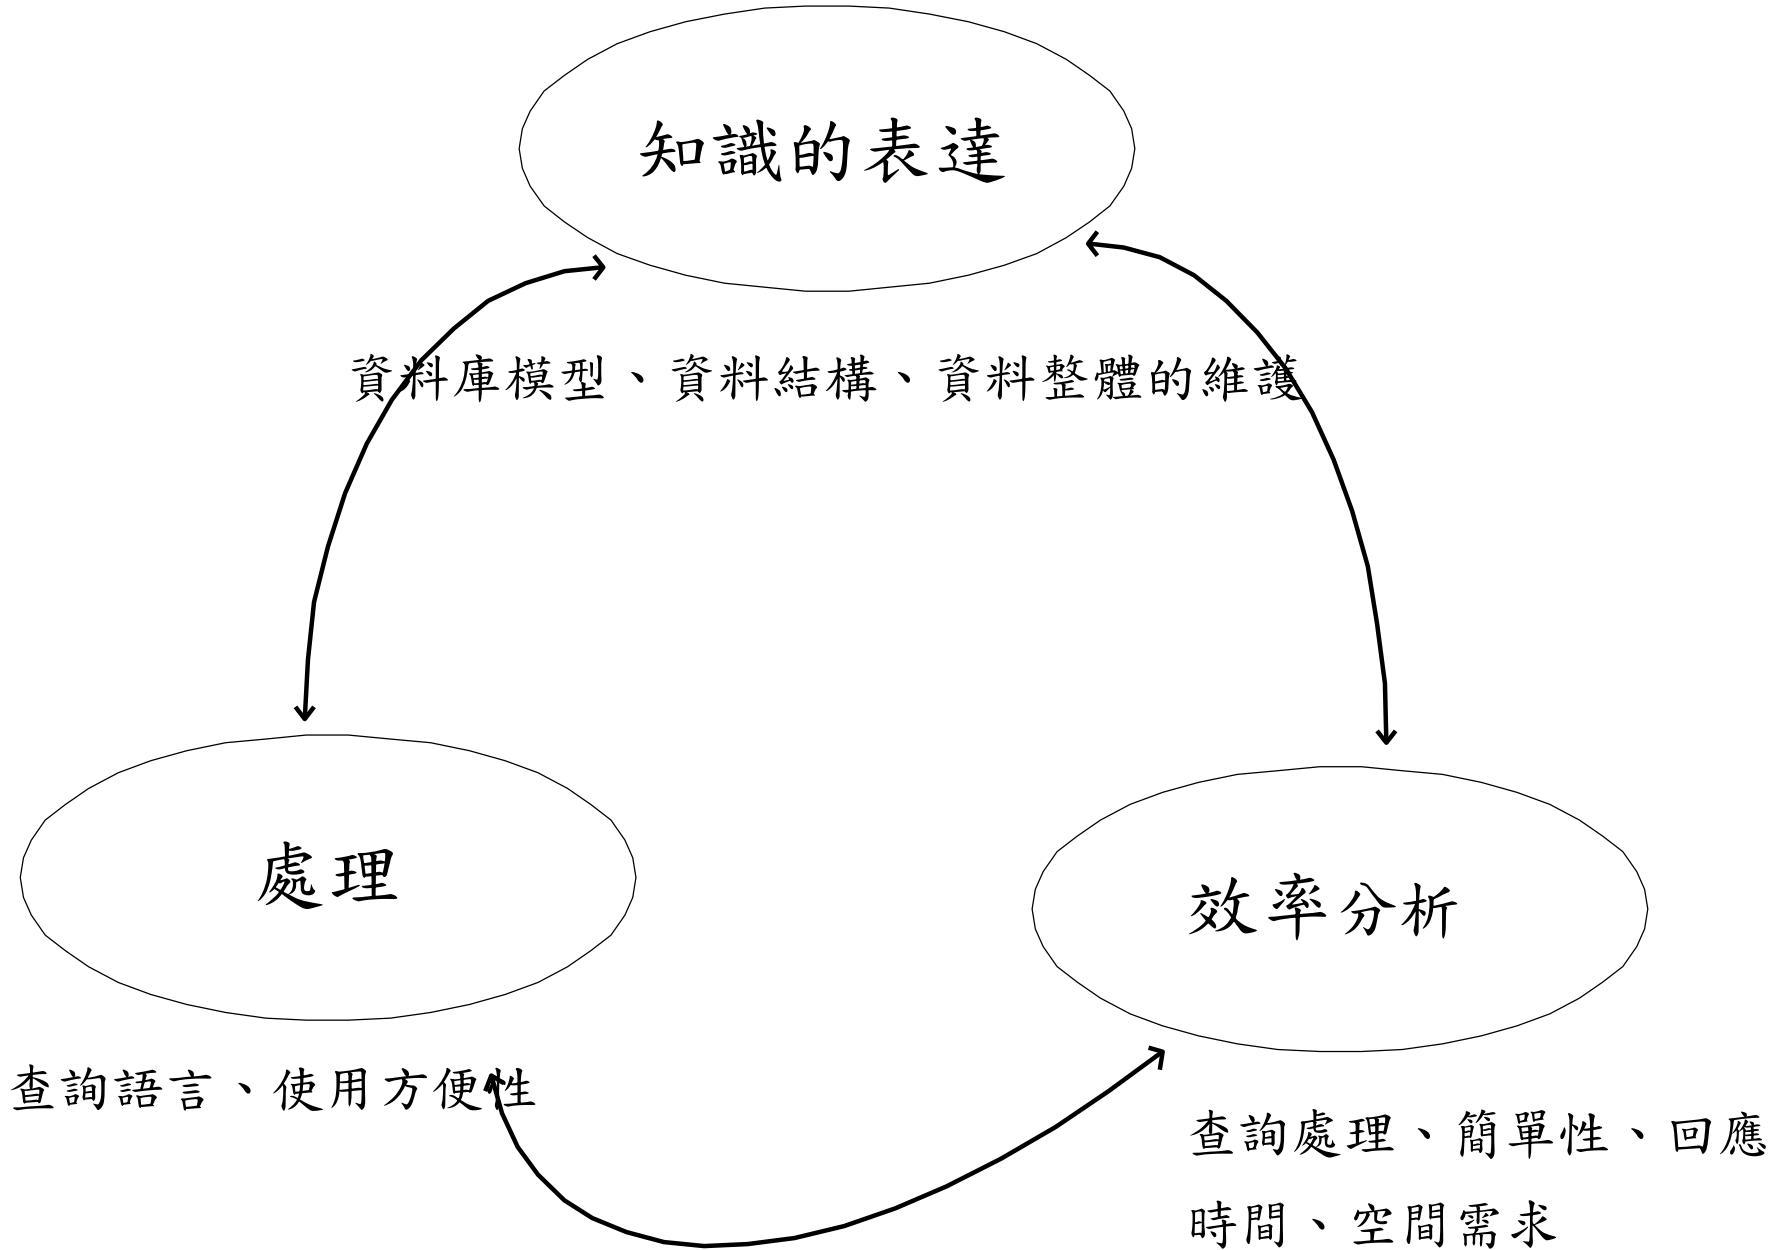 知識的表達
資料庫模型、資料結構、資料整體的維護
處理
效率分析
查詢語言、使用方便性
查詢處理、簡單性、回應
時間、空間需求